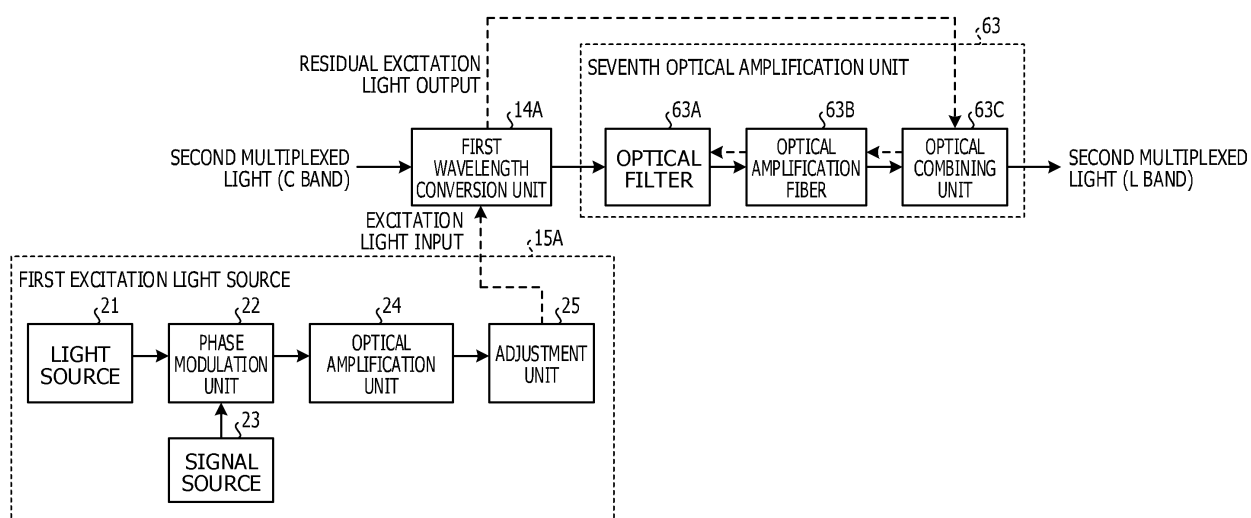 63
RESIDUAL EXCITATION
LIGHT OUTPUT
SEVENTH OPTICAL AMPLIFICATION UNIT
14A
63A
63B
63C
SECOND MULTIPLEXED
LIGHT (C BAND)
FIRST
WAVELENGTH
CONVERSION UNIT
OPTICAL
FILTER
OPTICAL
AMPLIFICATION
FIBER
OPTICAL
COMBINING
UNIT
SECOND MULTIPLEXED
LIGHT (L BAND)
EXCITATION
LIGHT INPUT
15A
FIRST EXCITATION LIGHT SOURCE
21
22
24
25
LIGHT
SOURCE
PHASE
MODULATION
UNIT
OPTICAL
AMPLIFICATION
UNIT
ADJUSTMENT
UNIT
23
SIGNAL
SOURCE